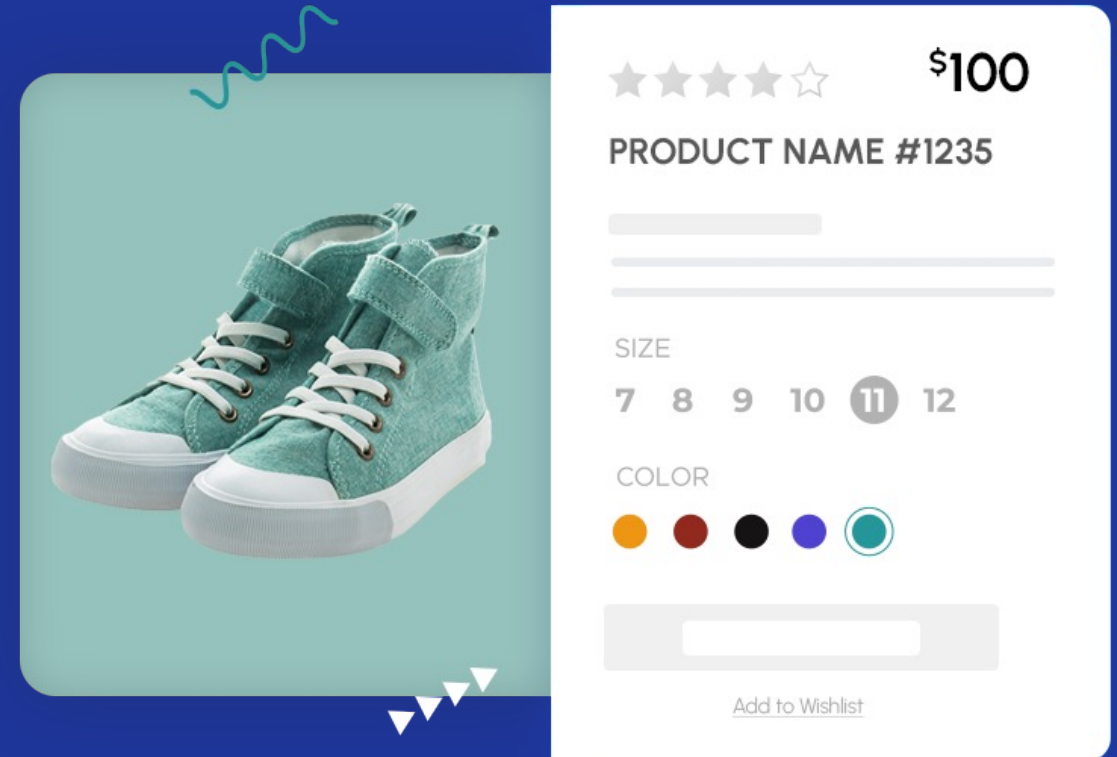 $100
PRODUCT NAME #1235
SIZE
7 8 9 10 11 12
COLOR
Add to Wishlist